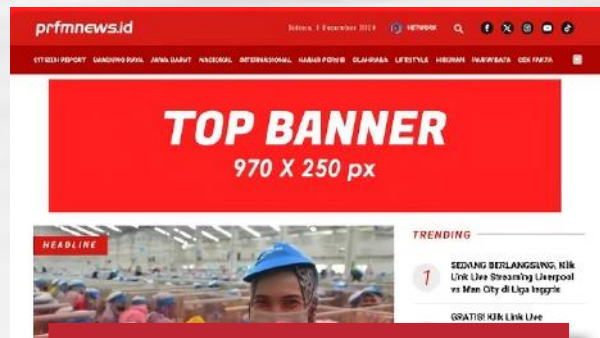 prfmnews.id
NETWORK
CITIZEN REPORT BANDUNG RAYA JAWA BARAT NASIONAL INTERNASIONAL KABAR PERSIB OLAHRAGA LIFESTYLE HIBURAN PARIWISATA CEK FAKTA
TOP BANNER
970 X 250 px
HEADLINE
TRENDING
1
SEDANG BERLANGSUNG, Klik
Link Live Streaming Liverpool
vs Man City di Liga Inggris
GRATIS! Klik Link Live